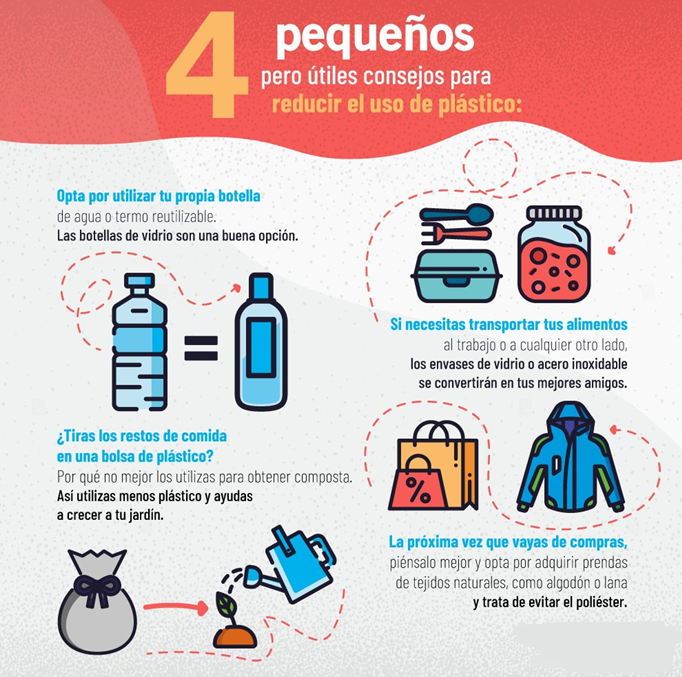 4 pequeños
pero útiles consejos para
reducir el uso de plástico:
Opta por utilizar tu propia botella
de agua o termo reutilizable.
Las botellas de vidrio son una buena opción.
=
Si necesitas transportar tus alimentos
al trabajo o a cualquier otro lado,
los envases de vidrio o acero inoxidable
se convertirán en tus mejores amigos.
¿Tiras los restos de comida
en una bolsa de plástico?
Por qué no mejor los utilizas para obtener composta.
Así utilizas menos plástico y ayudas
a crecer a tu jardín.
%
La próxima vez que vayas de compras,
piénsalo mejor y opta por adquirir prendas
de tejidos naturales, como algodón o lana
y trata de evitar el poliéster.